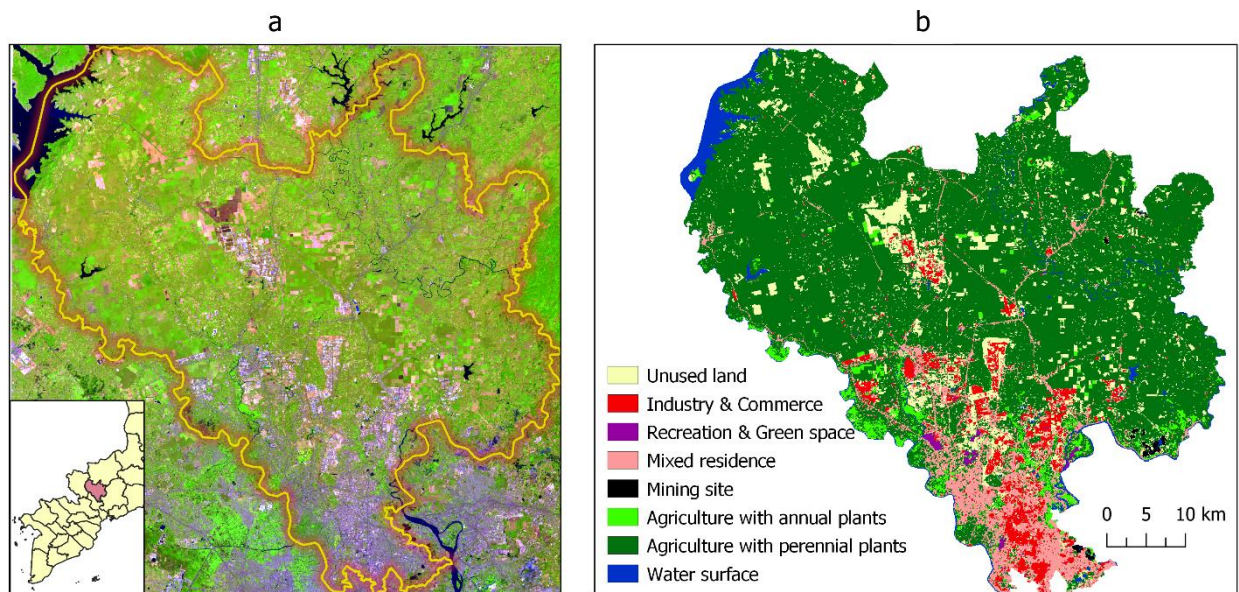 a
b
Unused land
Industry & Commerce
Recreation & Green space
Mixed residence
Mining site
Agriculture with annual plants
Agriculture with perennial plants
Water surface
0 5 10 km